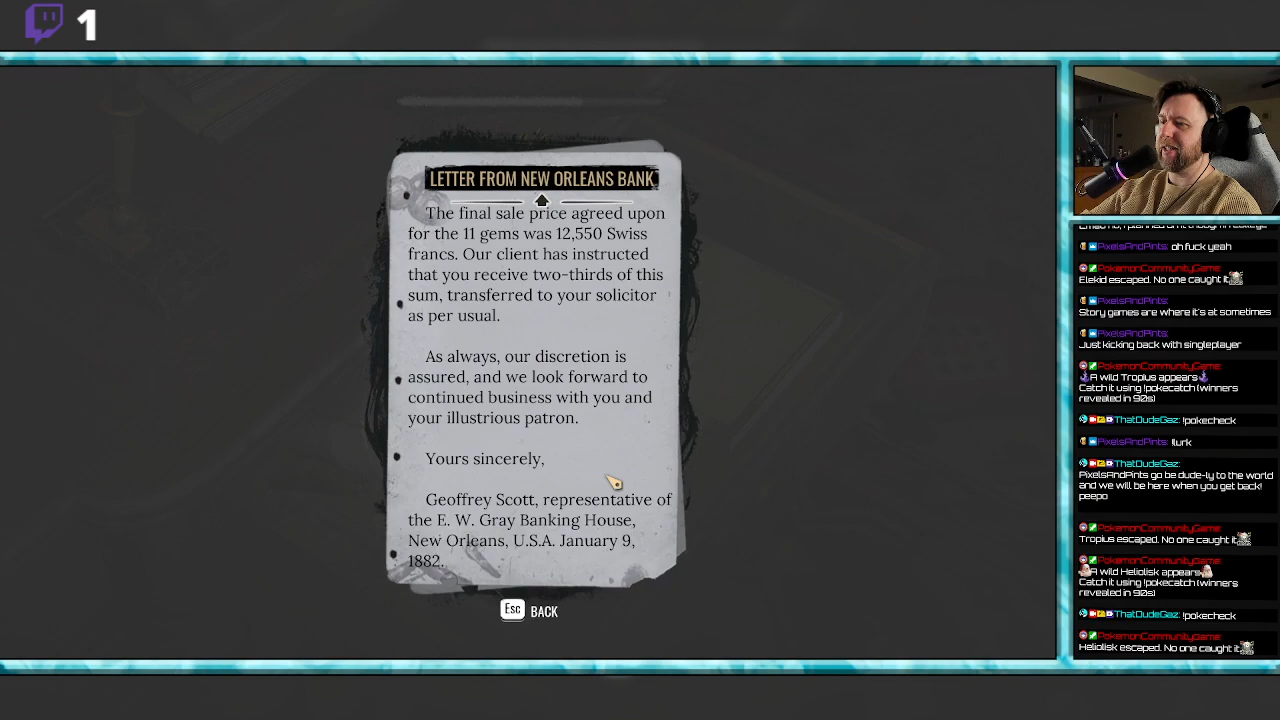 1
LETTER FROM NEW ORLEANS BANK
The final sale price agreed upon
for the 11 gems was 12,550 Swiss
francs. Our client has instructed
that you receive two-thirds of this
sum, transferred to your solicitor
as per usual.
As always, our discretion is
assured, and we look forward to
continued business with you and
your illustrious patron.
Yours sincerely,
Geoffrey Scott, representative of
the E. W. Gray Banking House,
New Orleans, U.S.A. January 9,
1882.
Esc BACK
PixelsAndPints: oh fuck yeah
PokemonCommunityGame:
Elekid escaped. No one caught it
PixelsAndPints:
Story games are where it's at sometimes
PixelsAndPints:
Just kicking back with singleplayer
PokemonCommunityGame:
A wild Tropius appears
Catch it using !pokecatch (winners
revealed in 90s)
ThatDudeGaz: !pokecheck
PixelsAndPints: !lurk
ThatDudeGaz:
PixelsAndPints go be dude-ly to the world
and we will be here when you get back!
peepo
PokemonCommunityGame:
Tropius escaped. No one caught it
PokemonCommunityGame:
A wild Heliolisk appears
Catch it using !pokecatch (winners
revealed in 90s)
ThatDudeGaz: !pokecheck
PokemonCommunityGame:
Heliolisk escaped. No one caught it